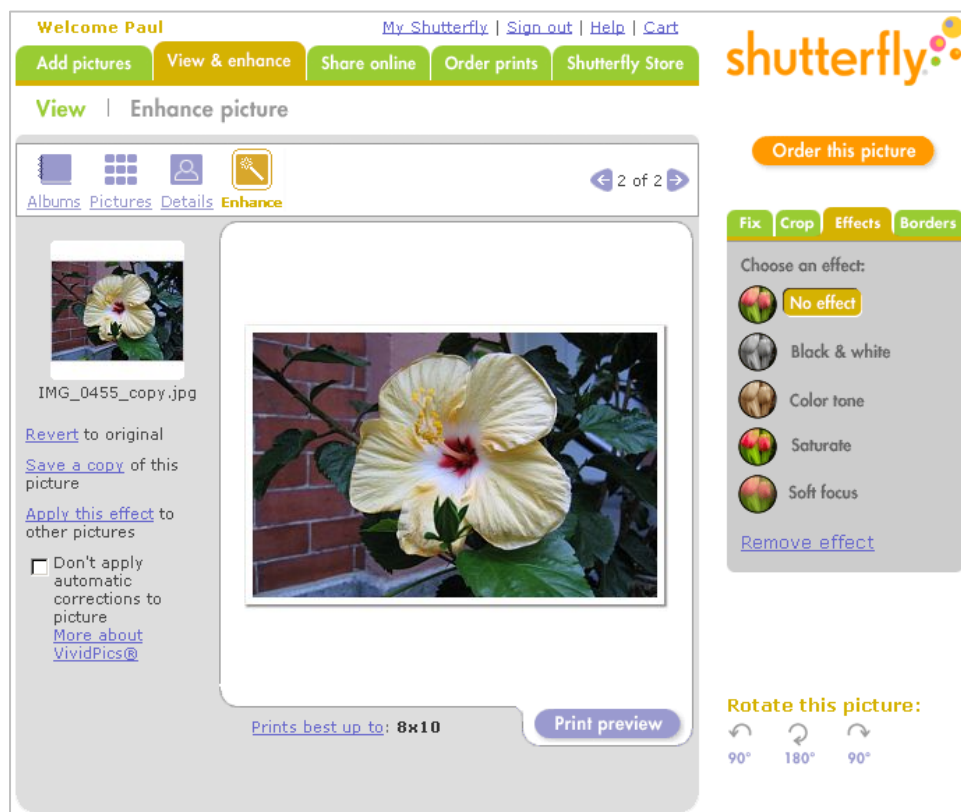 Welcome Paul
My Shutterfly | Sign out | Help | Cart
shutterfly.
Add pictures
View & enhance
Share online
Order prints
Shutterfly Store
View | Enhance picture
Order this picture
Albums
Pictures
Details
Enhance
2 of 2
Fix
Crop
Effects
Borders
Choose an effect:
No effect
Black & white
Color tone
Saturate
Soft focus
Remove effect
IMG_0455_copy.jpg
Revert to original
Save a copy of this
picture
Apply this effect to
other pictures
Don't apply
automatic
corrections to
picture
More about
VividPics®
Prints best up to: 8x10
Print preview
Rotate this picture:
90°
180°
90°